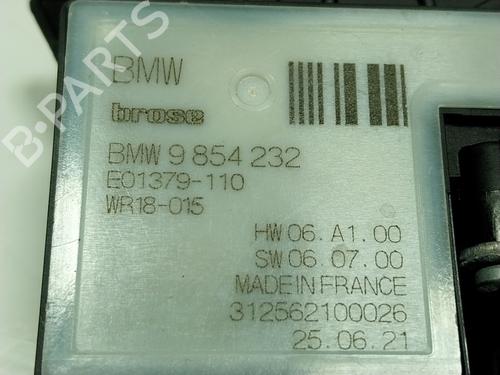 BMW
brose
BMW 9 854 232
E01379-110
WR18-015
HW 06.A1.00
SW 06.07.00
MADE IN FRANCE
312562100026
25.06.21
B-PARTS